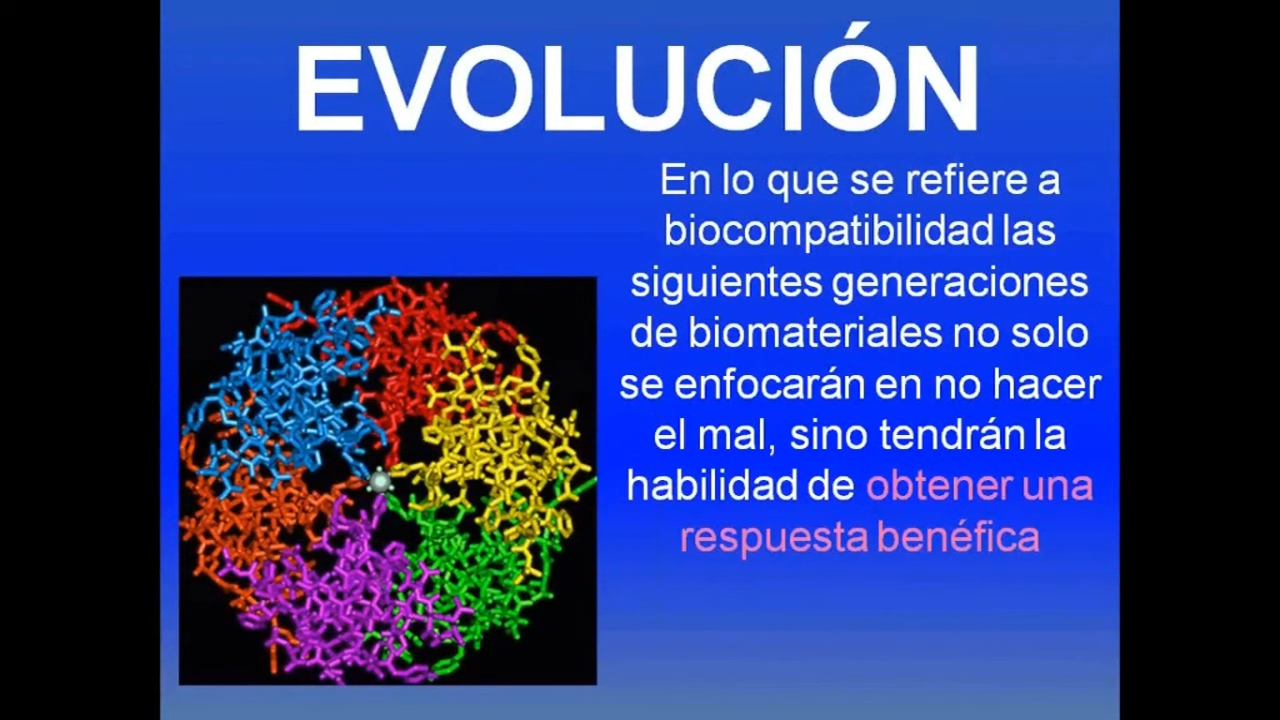 EVOLUCIÓN
En lo que se refiere a
biocompatibilidad las
siguientes generaciones
de biomateriales no solo
se enfocarán en no hacer
el mal, sino tendrán la
habilidad de obtener una
respuesta benéfica